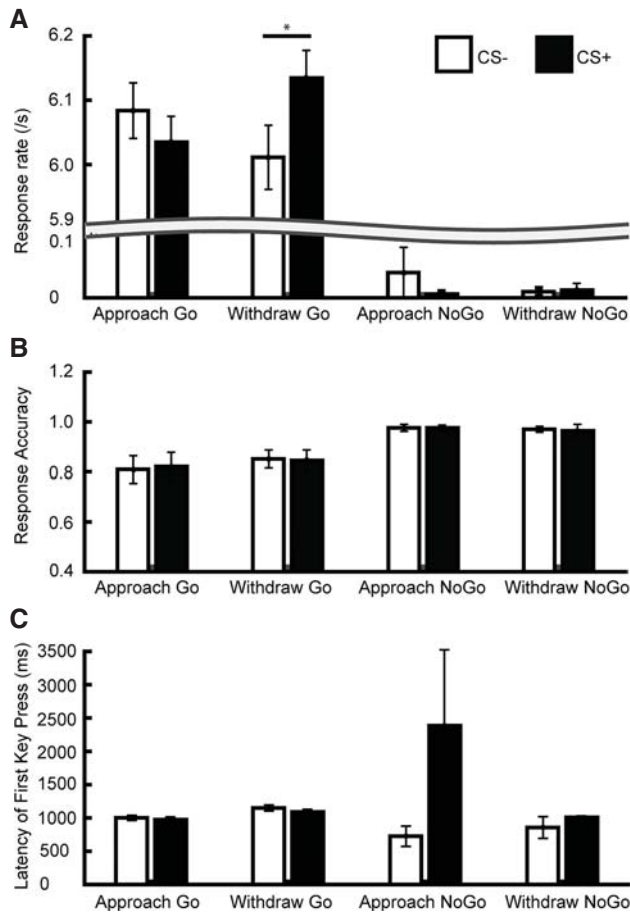 A
Response rate (/s)
6.2
6.1
6.0
5.9
0.1
0
*
CS-
CS+
Approach Go
Withdraw Go
Approach NoGo
Withdraw NoGo
B
Response Accuracy
1.2
1.0
0.8
0.6
0.4
Approach Go
Withdraw Go
Approach NoGo
Withdraw NoGo
C
Latency of First Key Press (ms)
3500
3000
2500
2000
1500
1000
500
0
Approach Go
Withdraw Go
Approach NoGo
Withdraw NoGo